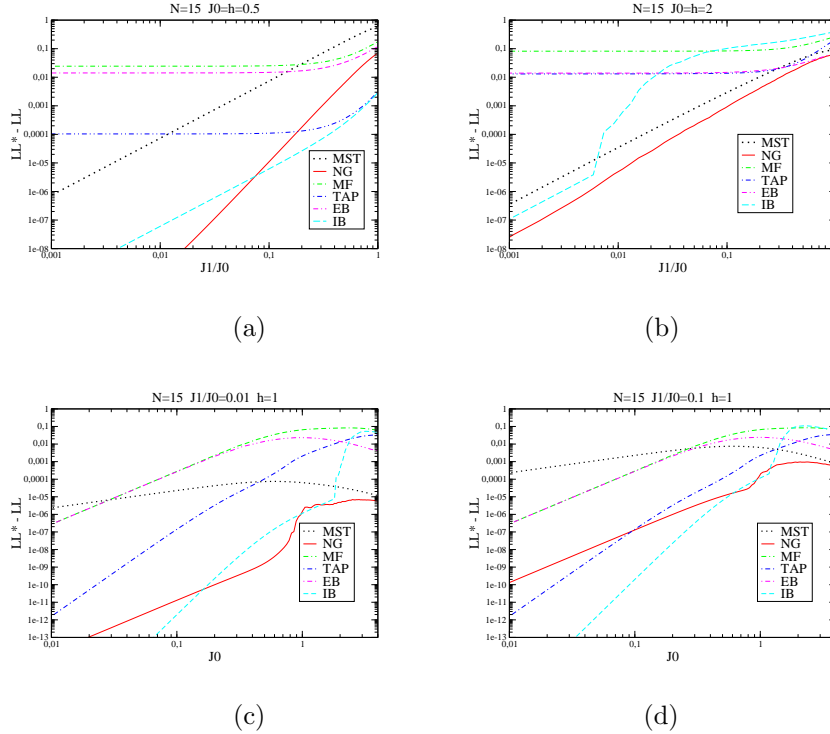 N=15 J0=h=0.5
LL* - LL
1
0,1
0,01
0,001
0,0001
1e-05
1e-06
1e-07
1e-08
0,001
0,01
0,1
1
J1/J0
MST
NG
MF
TAP
EB
IB
(a)
N=15 J0=h=2
LL* - LL
1
0,1
0,01
0,001
0,0001
1e-05
1e-06
1e-07
1e-08
0,001
0,01
0,1
J1/J0
MST
NG
MF
TAP
EB
IB
(b)
N=15 J1/J0=0.01 h=1
LL* - LL
1
0,1
0,01
0,001
0,0001
1e-05
1e-06
1e-07
1e-08
1e-09
1e-10
1e-11
1e-12
1e-13
0,01
0,1
1
J0
MST
NG
MF
TAP
EB
IB
(c)
N=15 J1/J0=0.1 h=1
LL* - LL
1
0,1
0,01
0,001
0,0001
1e-05
1e-06
1e-07
1e-08
1e-09
1e-10
1e-11
1e-12
1e-13
0,01
0,1
1
J0
MST
NG
MF
TAP
EB
IB
(d)